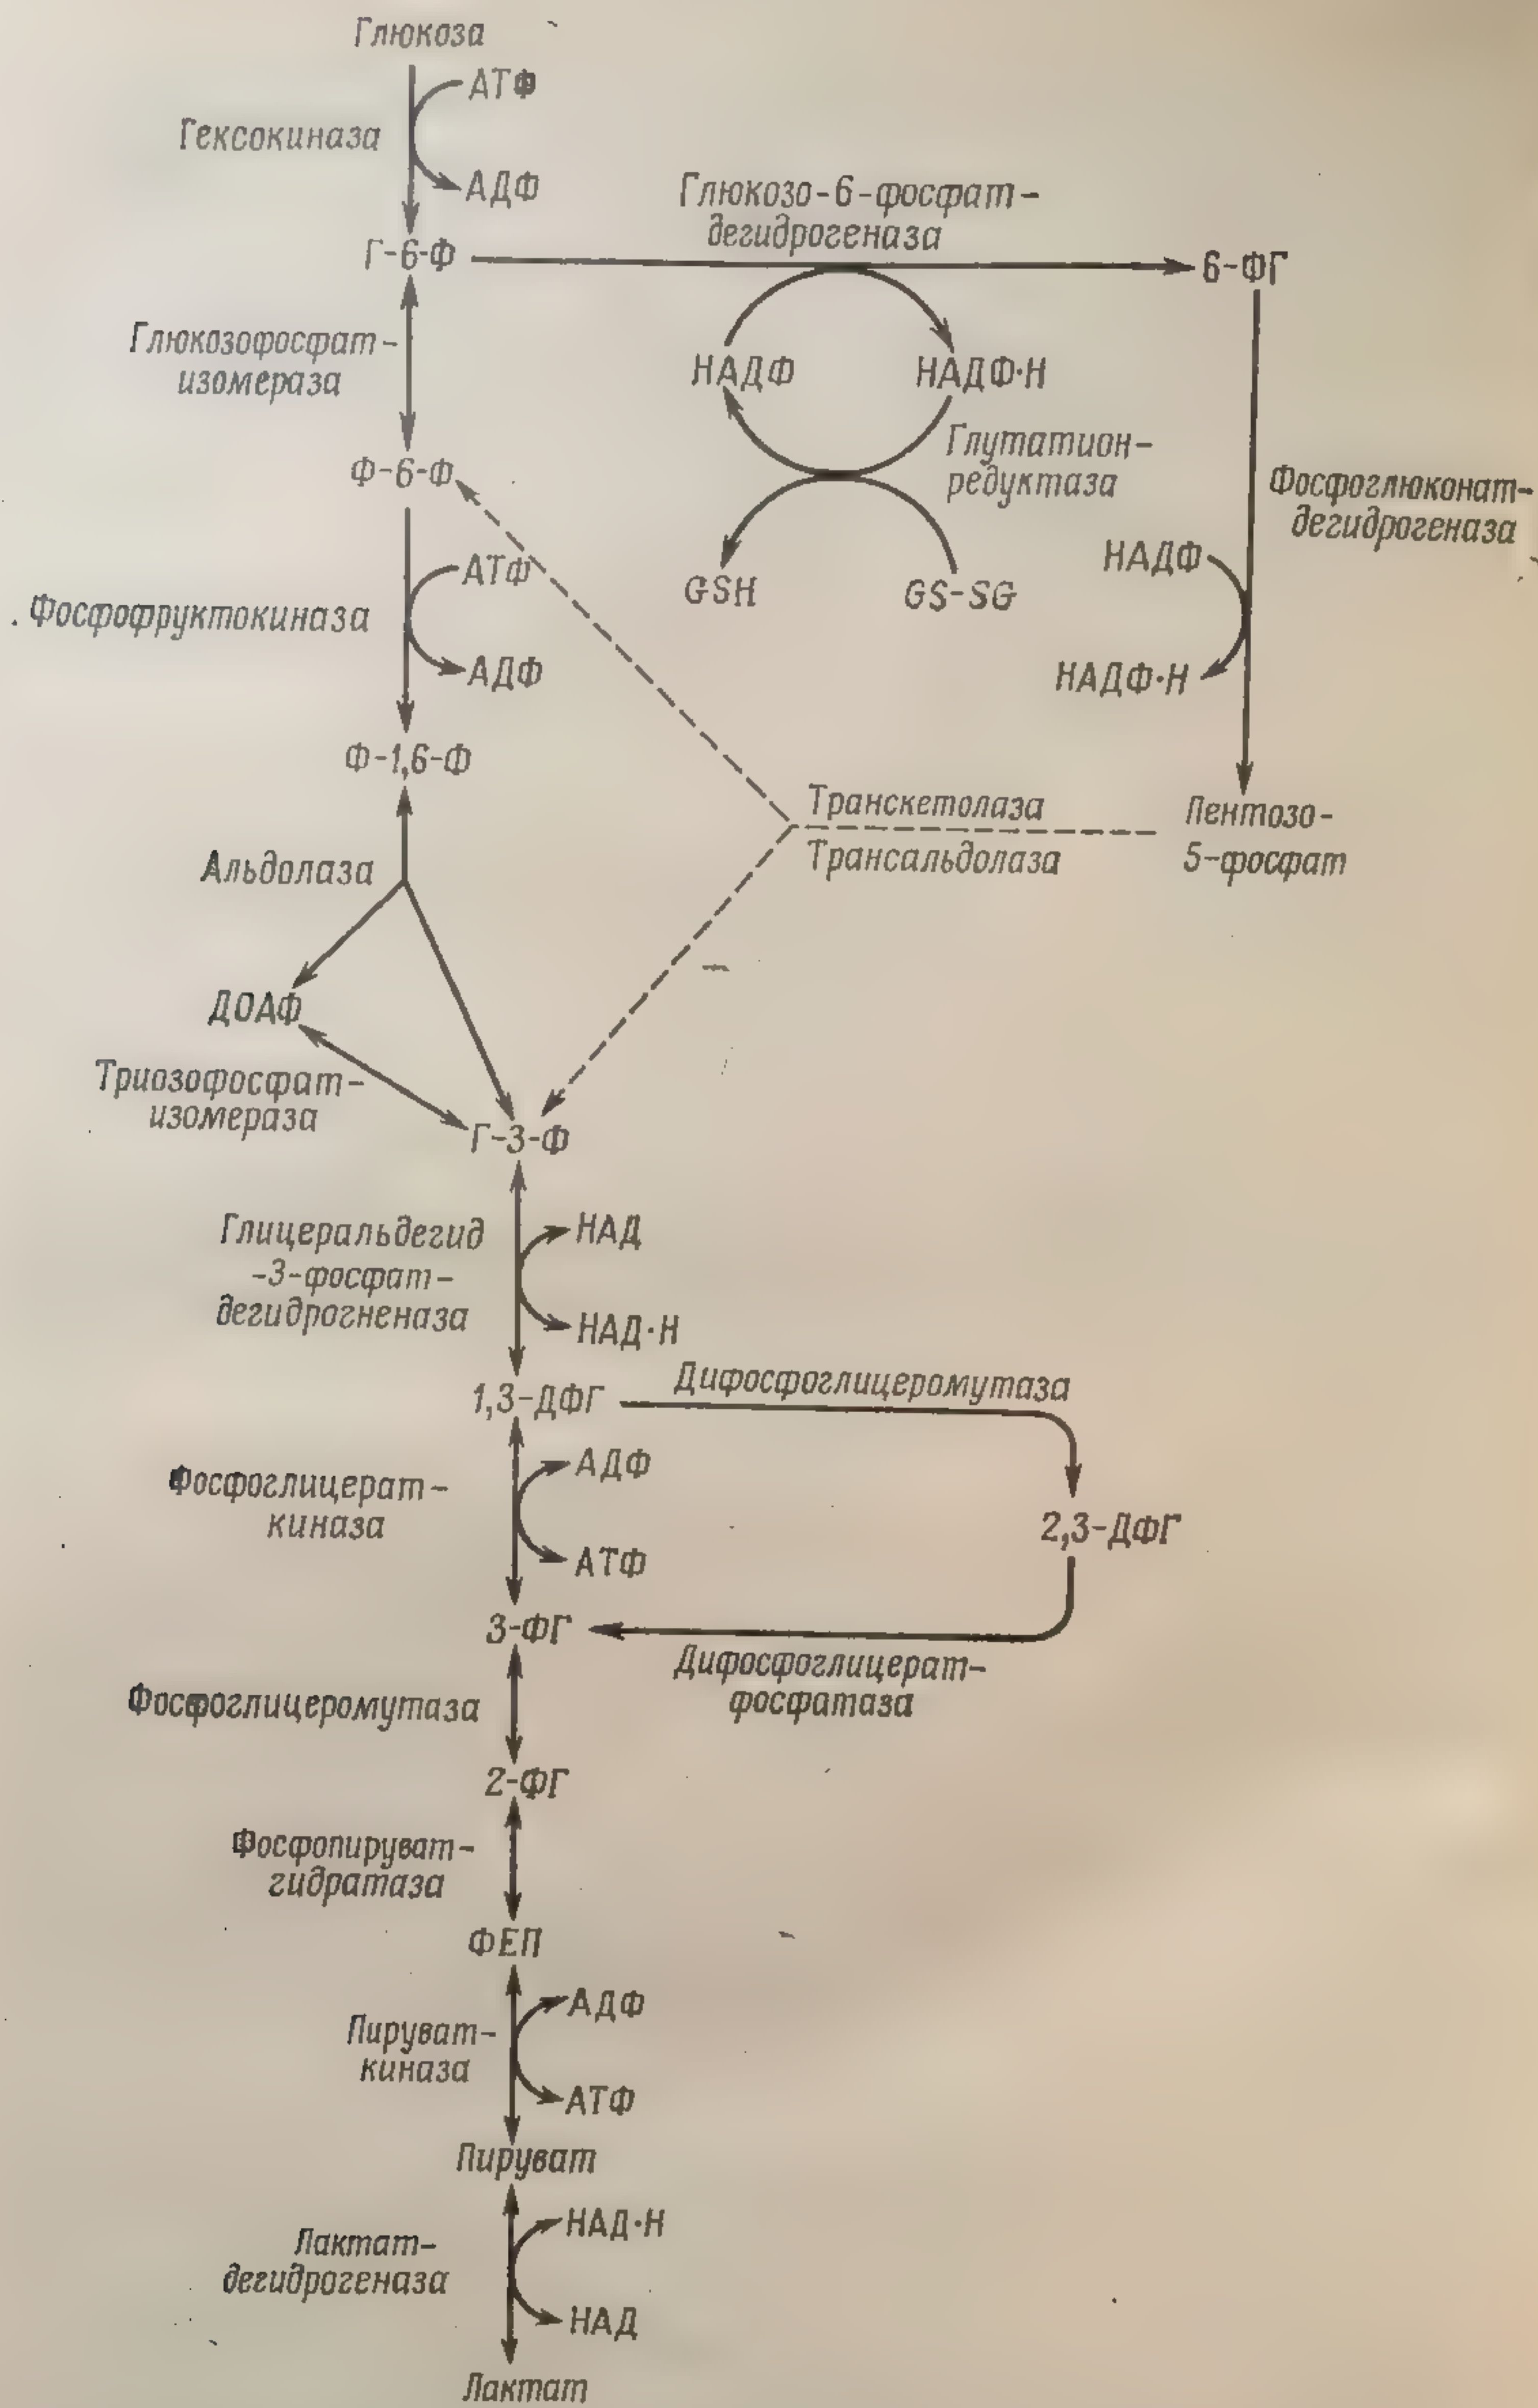 Глюкоза
АТФ
Гексокиназа
АДФ
Глюкозо-6-фосфат-
дегидрогеназа
Г-6-Ф
6-ФГ
Глюкозофосфат-
изомераза
НАДФ
НАДФ·Н
Глутатион-
редуктаза
Ф-6-Ф
Фосфоглюконат-
дегидрогеназа
АТФ
НАДФ
GSH
GS-SG
Фосфофруктокиназа
АДФ
НАДФ·Н
Ф-1,6-Ф
Транскетолаза
Трансальдолаза
Пентозо-
5-фосфат
Альдолаза
ДОАФ
Триозофосфат-
изомераза
Г-3-Ф
НАД
Глицеральдегид
-3-фосфат-
дегидрогненаза
НАД·Н
1,3-ДФГ
Дифосфоглицеромутаза
АДФ
Фосфоглицерат-
киназа
АТФ
2,3-ДФГ
3-ФГ
Дифосфоглицерат-
фосфатаза
Фосфоглицеромутаза
2-ФГ
Фосфопируват-
гидратаза
ФЕП
АДФ
Пируват-
киназа
АТФ
Пируват
НАД·Н
Лактат-
дегидрогеназа
НАД
Лактат